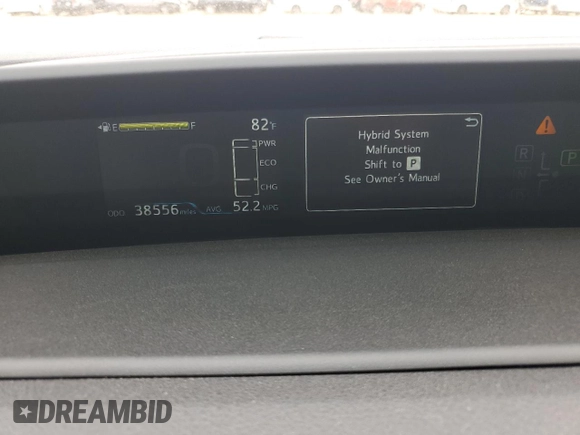 E F 82°F
PWR
ECO
CHG
ODO 38556 miles AVG 52.2 MPG
Hybrid System
Malfunction
Shift to P
See Owner's Manual
R
P
DREAMBID